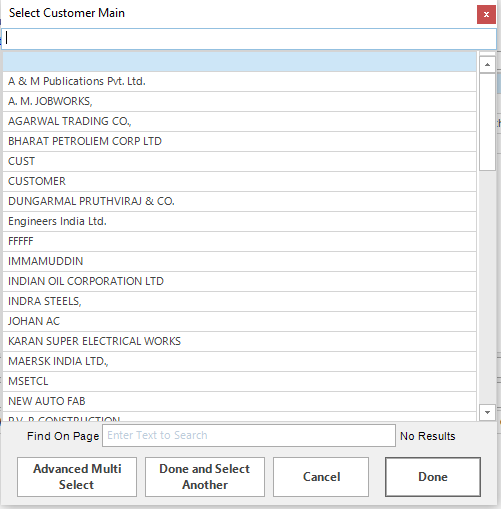 Select Customer Main
x
A & M Publications Pvt. Ltd.
A. M. JOBWORKS,
AGARWAL TRADING CO.,
BHARAT PETROLIEM CORP LTD
CUST
CUSTOMER
DUNGARMAL PRUTHVIRAJ & CO.
Engineers India Ltd.
FFFFF
IMMAMUDDIN
INDIAN OIL CORPORATION LTD
INDRA STEELS,
JOHAN AC
KARAN SUPER ELECTRICAL WORKS
MAERSK INDIA LTD.,
MSETCL
NEW AUTO FAB
CONSTRUCTION
Find On Page Enter Text to Search No Results
Advanced Multi Select
Done and Select Another
Cancel
Done